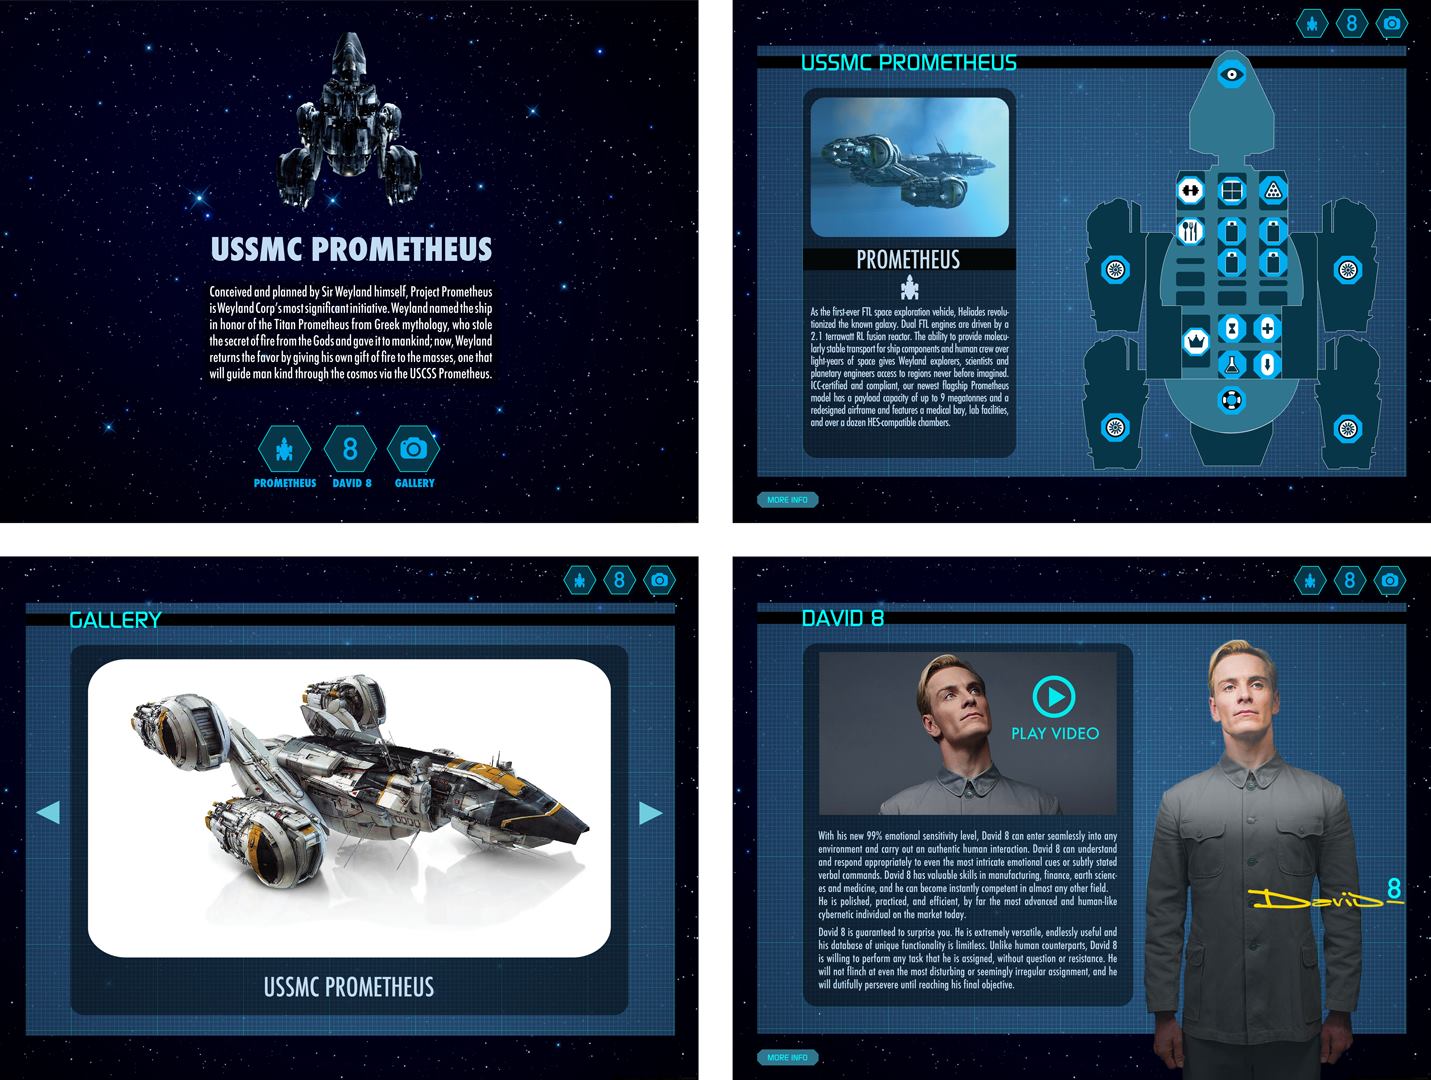 USSMC PROMETHEUS
Conceived and planned by Sir Weyland himself, Project Prometheus
is Weyland Corp's most significant initiative. Weyland named the ship
in honor of the Titan Prometheus from Greek mythology, who stole
the secret of fire from the Gods and gave it to mankind; now, Weyland
returns the favor by giving his own gift of fire to the masses, one that
will guide man kind through the cosmos via the USCSS Prometheus.
8
PROMETHEUS DAVID 8 GALLERY
8
USSMC PROMETHEUS
PROMETHEUS
As the first-ever FTL space exploration vehicle, Heliades revolu-
tionized the known galaxy. Dual FTL engines are driven by a
2.1 terrawatt RL fusion reactor. The ability to provide molecu-
larly stable transport for ship components and human crew over
light-years of space gives Weyland explorers, scientists and
planetary engineers access to regions never before imagined.
ICC-certified and compliant, our newest flagship Prometheus
model has a payload capacity of up to 9 megatonnes and a
redesigned airframe and features a medical bay, lab facilities,
and over a dozen HES-compatible chambers.
MORE INFO
8
GALLERY
USSMC PROMETHEUS
8
DAVID 8
PLAY VIDEO
With his new 99% emotional sensitivity level, David 8 can enter seamlessly into any
environment and carry out an authentic human interaction. David 8 can understand
and respond appropriately to even the most intricate emotional cues or subtly stated
verbal commands. David 8 has valuable skills in manufacturing, finance, earth scienc-
es and medicine, and he can become instantly competent in almost any other field.
He is polished, practiced, and efficient, by far the most advanced and human-like
cybernetic individual on the market today.
David 8 is guaranteed to surprise you. He is extremely versatile, endlessly useful and
his database of unique functionality is limitless. Unlike human counterparts, David 8
is willing to perform any task that he is assigned, without question or resistance. He
will not flinch at even the most disturbing or seemingly irregular assignment, and he
will dutifully persevere until reaching his final objective.
David 8
MORE INFO